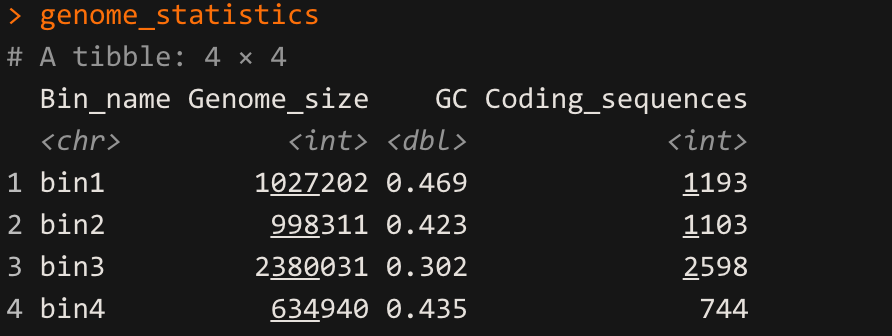 > genome_statistics
# A tibble: 4 × 4
Bin_name Genome_size GC Coding_sequences
<chr> <int> <dbl> <int>
1 bin1 1027202 0.469 1193
2 bin2 998311 0.423 1103
3 bin3 2380031 0.302 2598
4 bin4 634940 0.435 744